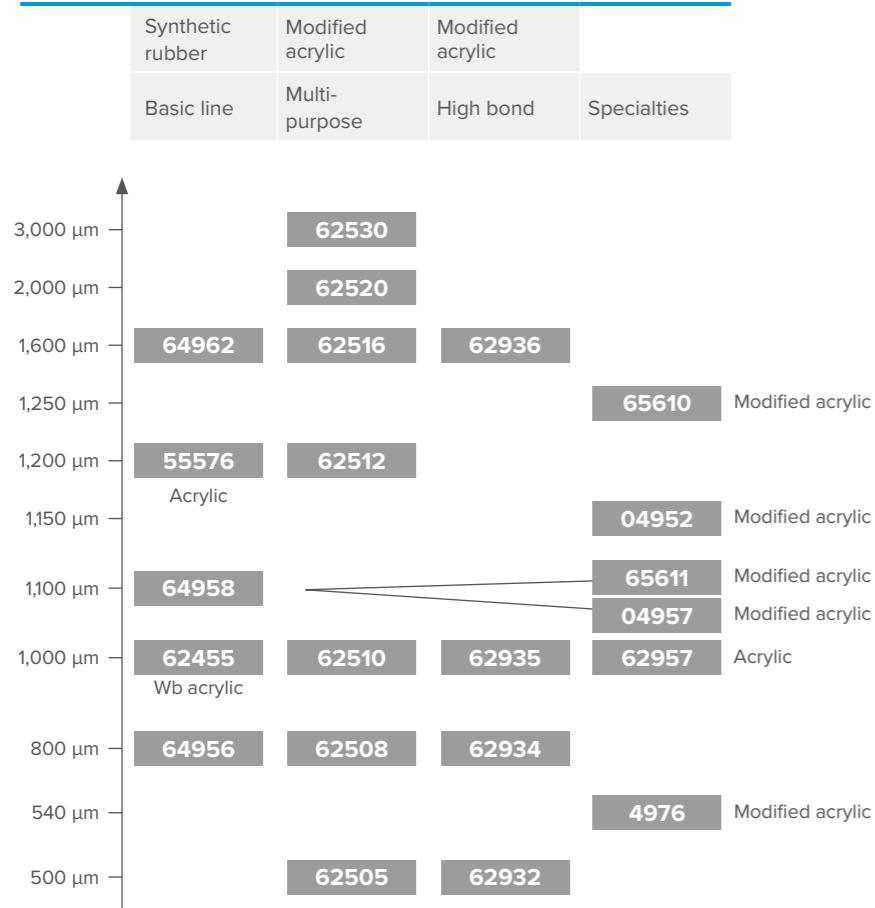 Synthetic
rubber
Modified
acrylic
Modified
acrylic
Basic line
Multi-
purpose
High bond
Specialties
3,000 µm
62530
2,000 µm
62520
1,600 µm
64962
62516
62936
1,250 µm
65610
Modified acrylic
1,200 µm
55576
62512
Acrylic
1,150 µm
04952
Modified acrylic
1,100 µm
64958
65611
Modified acrylic
04957
Modified acrylic
1,000 µm
62455
62510
62935
62957
Acrylic
Wb acrylic
800 µm
64956
62508
62934
540 µm
4976
Modified acrylic
500 µm
62505
62932